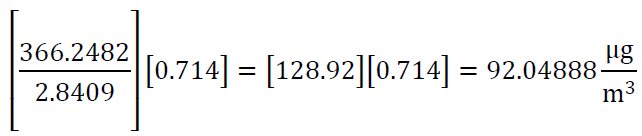 [366.2482/2.8409][0.714] = [128.92][0.714] = 92.04888 μg/m³